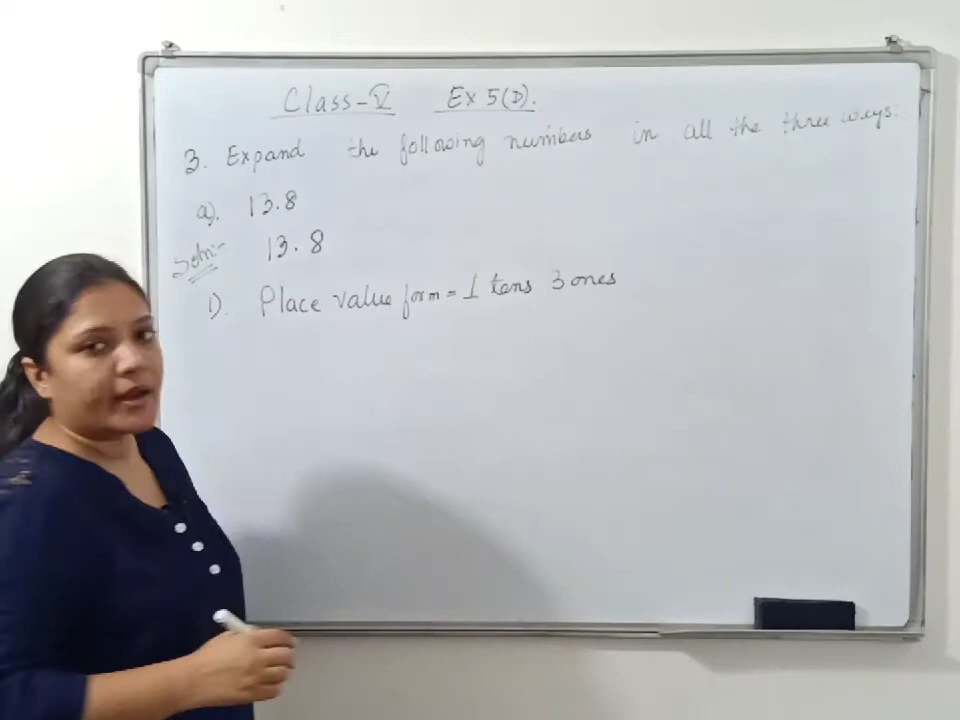 Class-V Ex 5(D).
3. Expand the following numbers in all the three ways:
a). 13.8
Soln:- 13.8
1). Place value form = 1 tens 3 ones